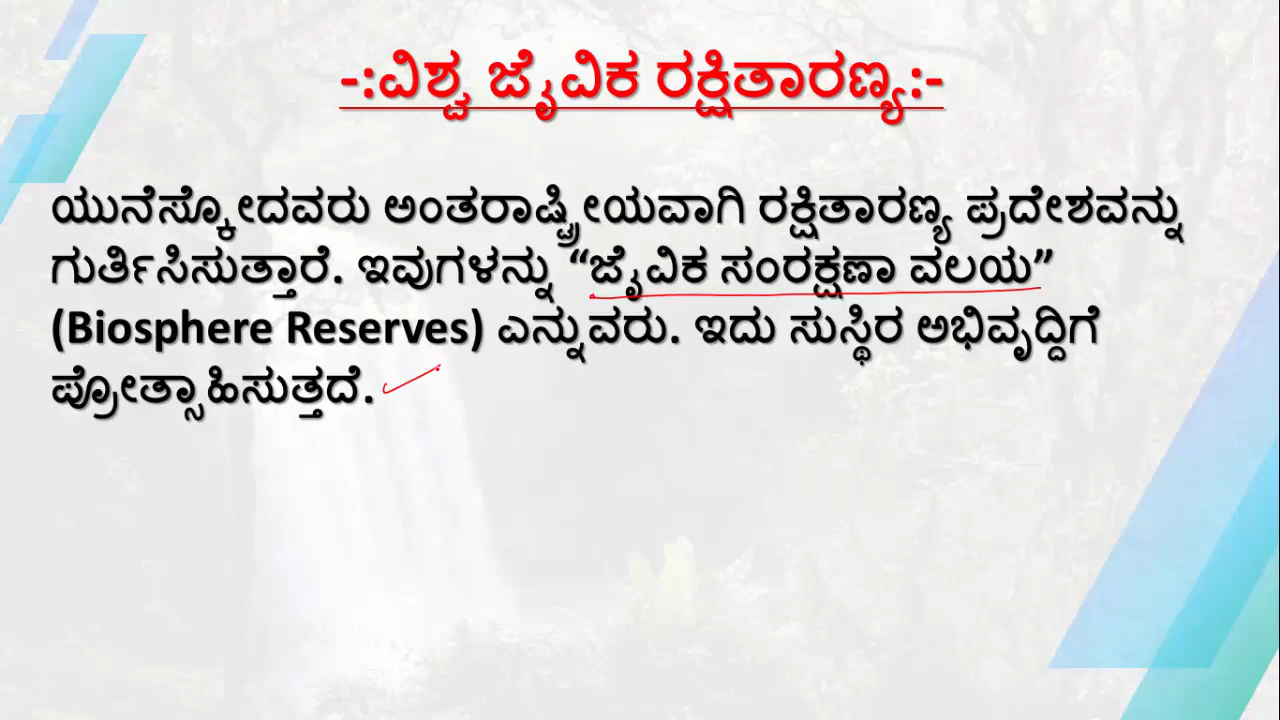 -:ವಿಶ್ವ ಜೈವಿಕ ರಕ್ಷಿತಾರಣ್ಯ:-
ಯುನೆಸ್ಕೋದವರು ಅಂತರಾಷ್ಟ್ರೀಯವಾಗಿ ರಕ್ಷಿತಾರಣ್ಯ ಪ್ರದೇಶವನ್ನು
ಗುರ್ತಿಸಿಸುತ್ತಾರೆ. ಇವುಗಳನ್ನು “ಜೈವಿಕ ಸಂರಕ್ಷಣಾ ವಲಯ”
(Biosphere Reserves) ಎನ್ನುವರು. ಇದು ಸುಸ್ಥಿರ ಅಭಿವೃದ್ದಿಗೆ
ಪ್ರೋತ್ಸಾಹಿಸುತ್ತದೆ.